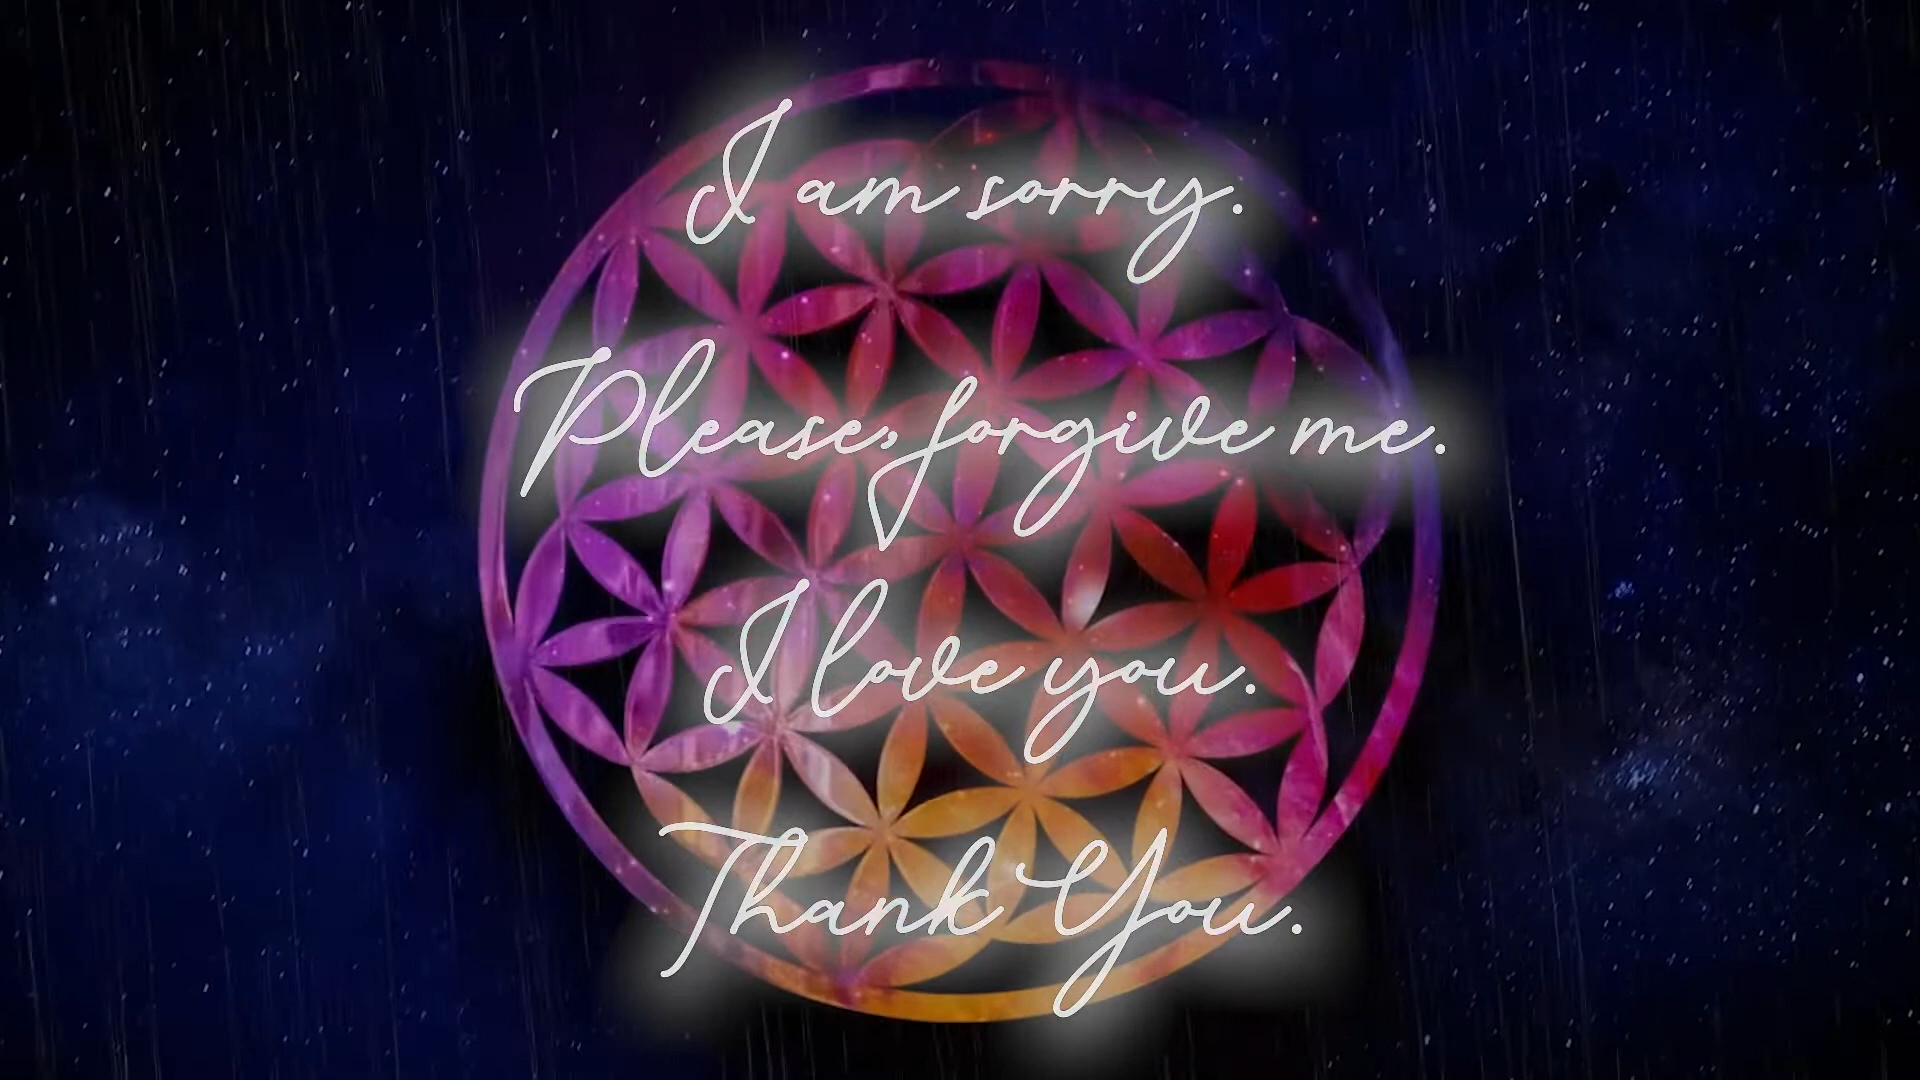 I am sorry.
Please, forgive me.
I love you.
Thank You.